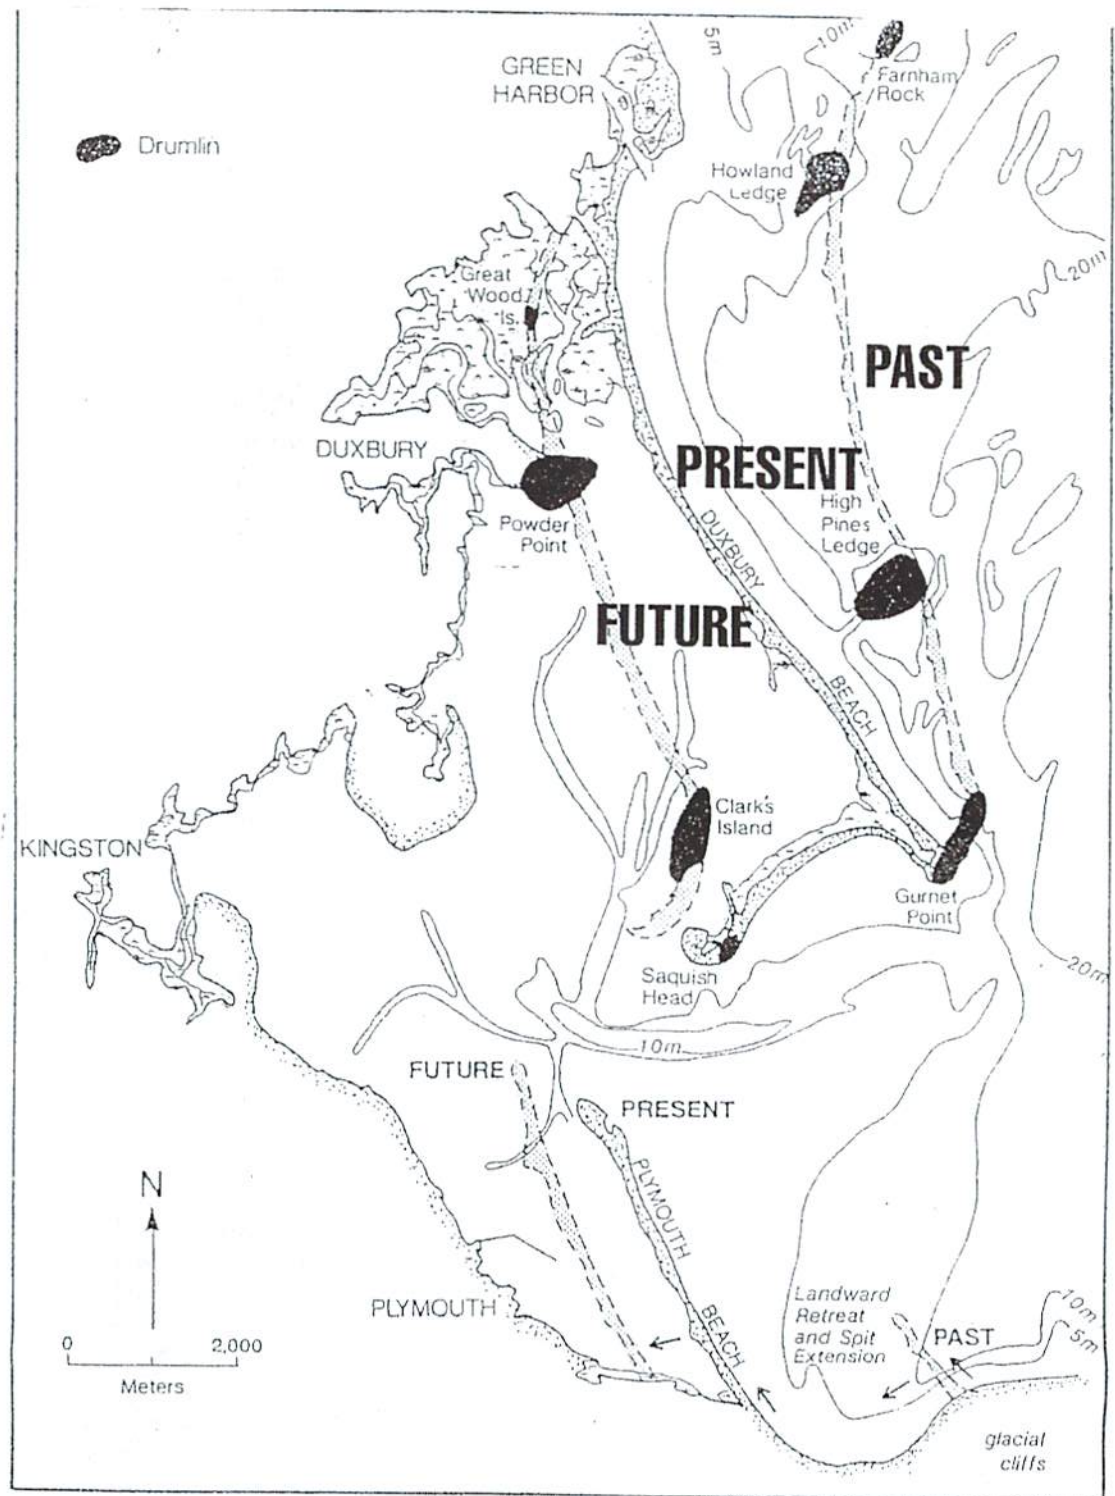 GREEN
HARBOR
5m
10m
Farnham
Rock
Drumlin
Howland
Ledge
20m
Great
Wood
Is.
PAST
DUXBURY
PRESENT
High
Pines
Ledge
Powder
Point
DUXBURY
BEACH
FUTURE
Clark's
Island
KINGSTON
Gurnet
Point
Saquish
Head
20m
10m
FUTURE
PRESENT
N
PLYMOUTH
BEACH
PLYMOUTH
Landward
Retreat
and Spit
Extension
PAST
10m
5m
0 2,000
Meters
glacial
cliffs